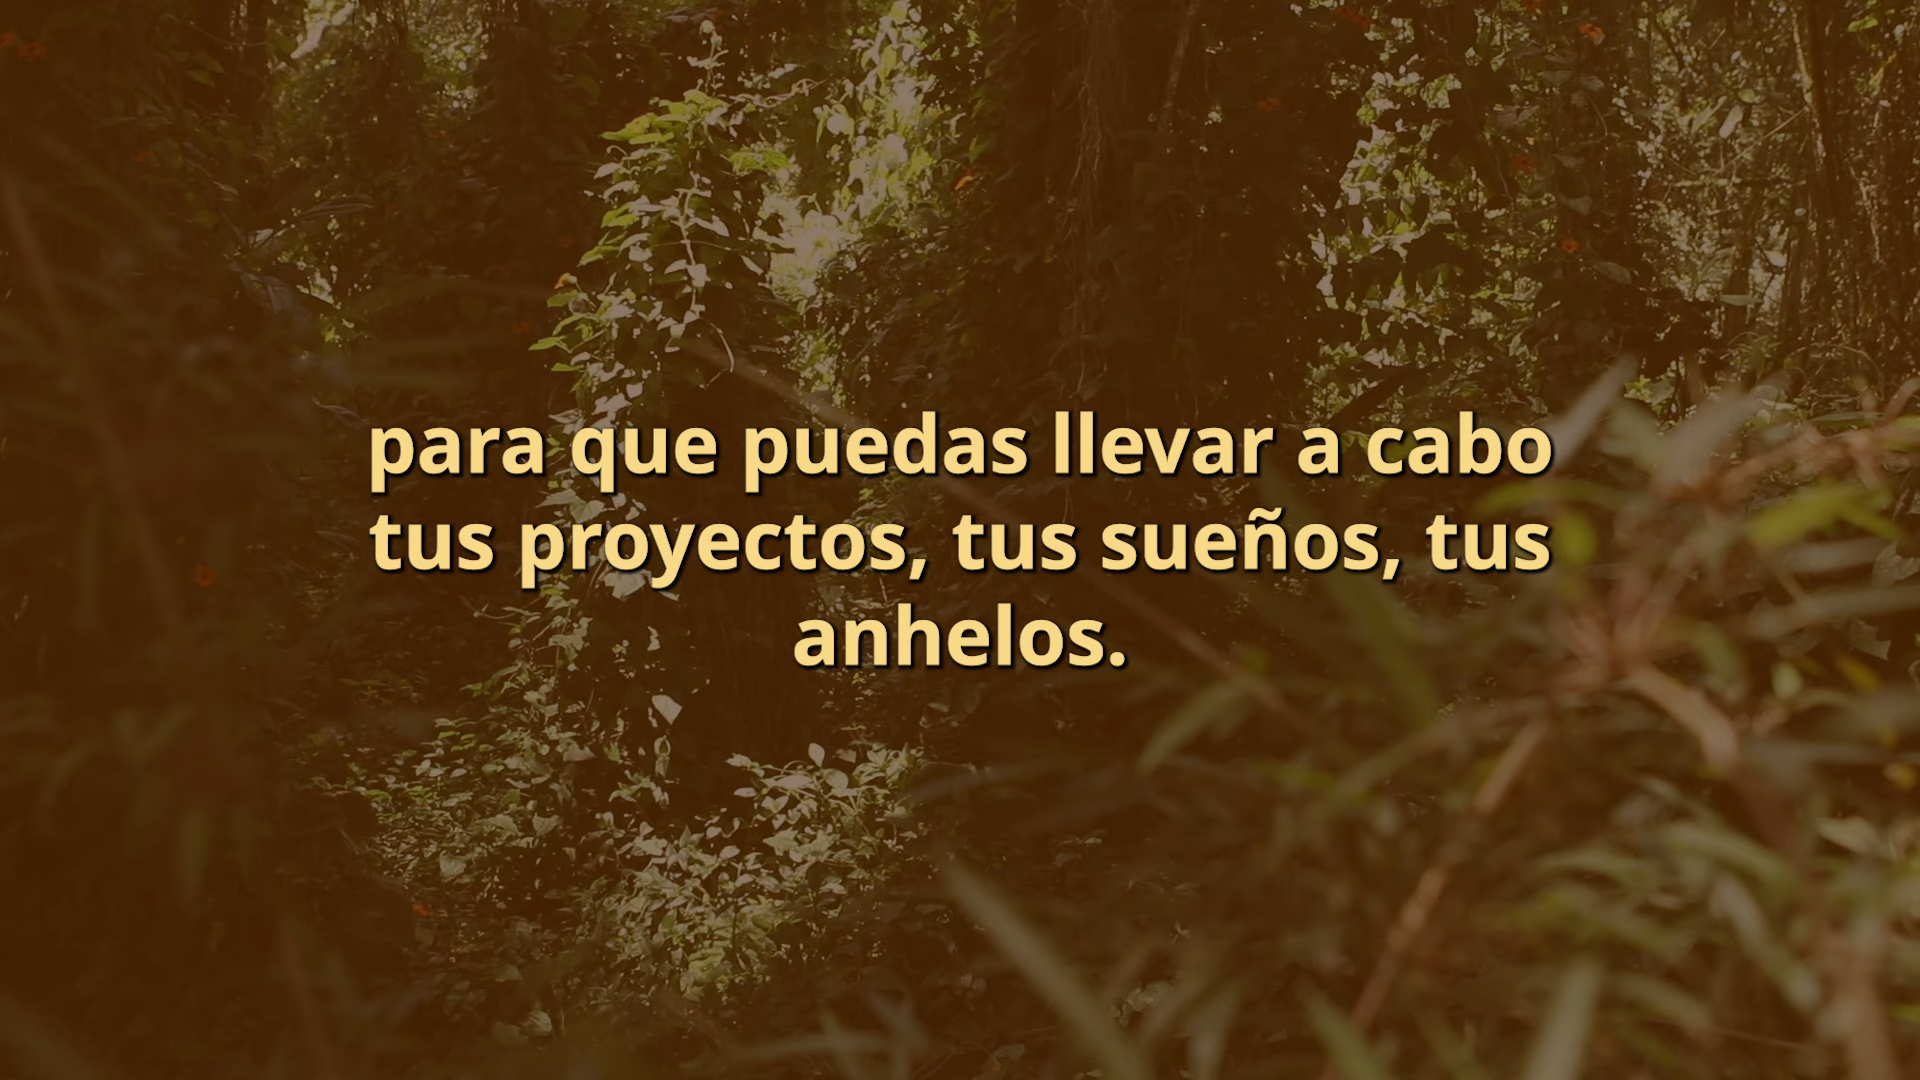 para que puedas llevar a cabo
tus proyectos, tus sueños, tus
anhelos.